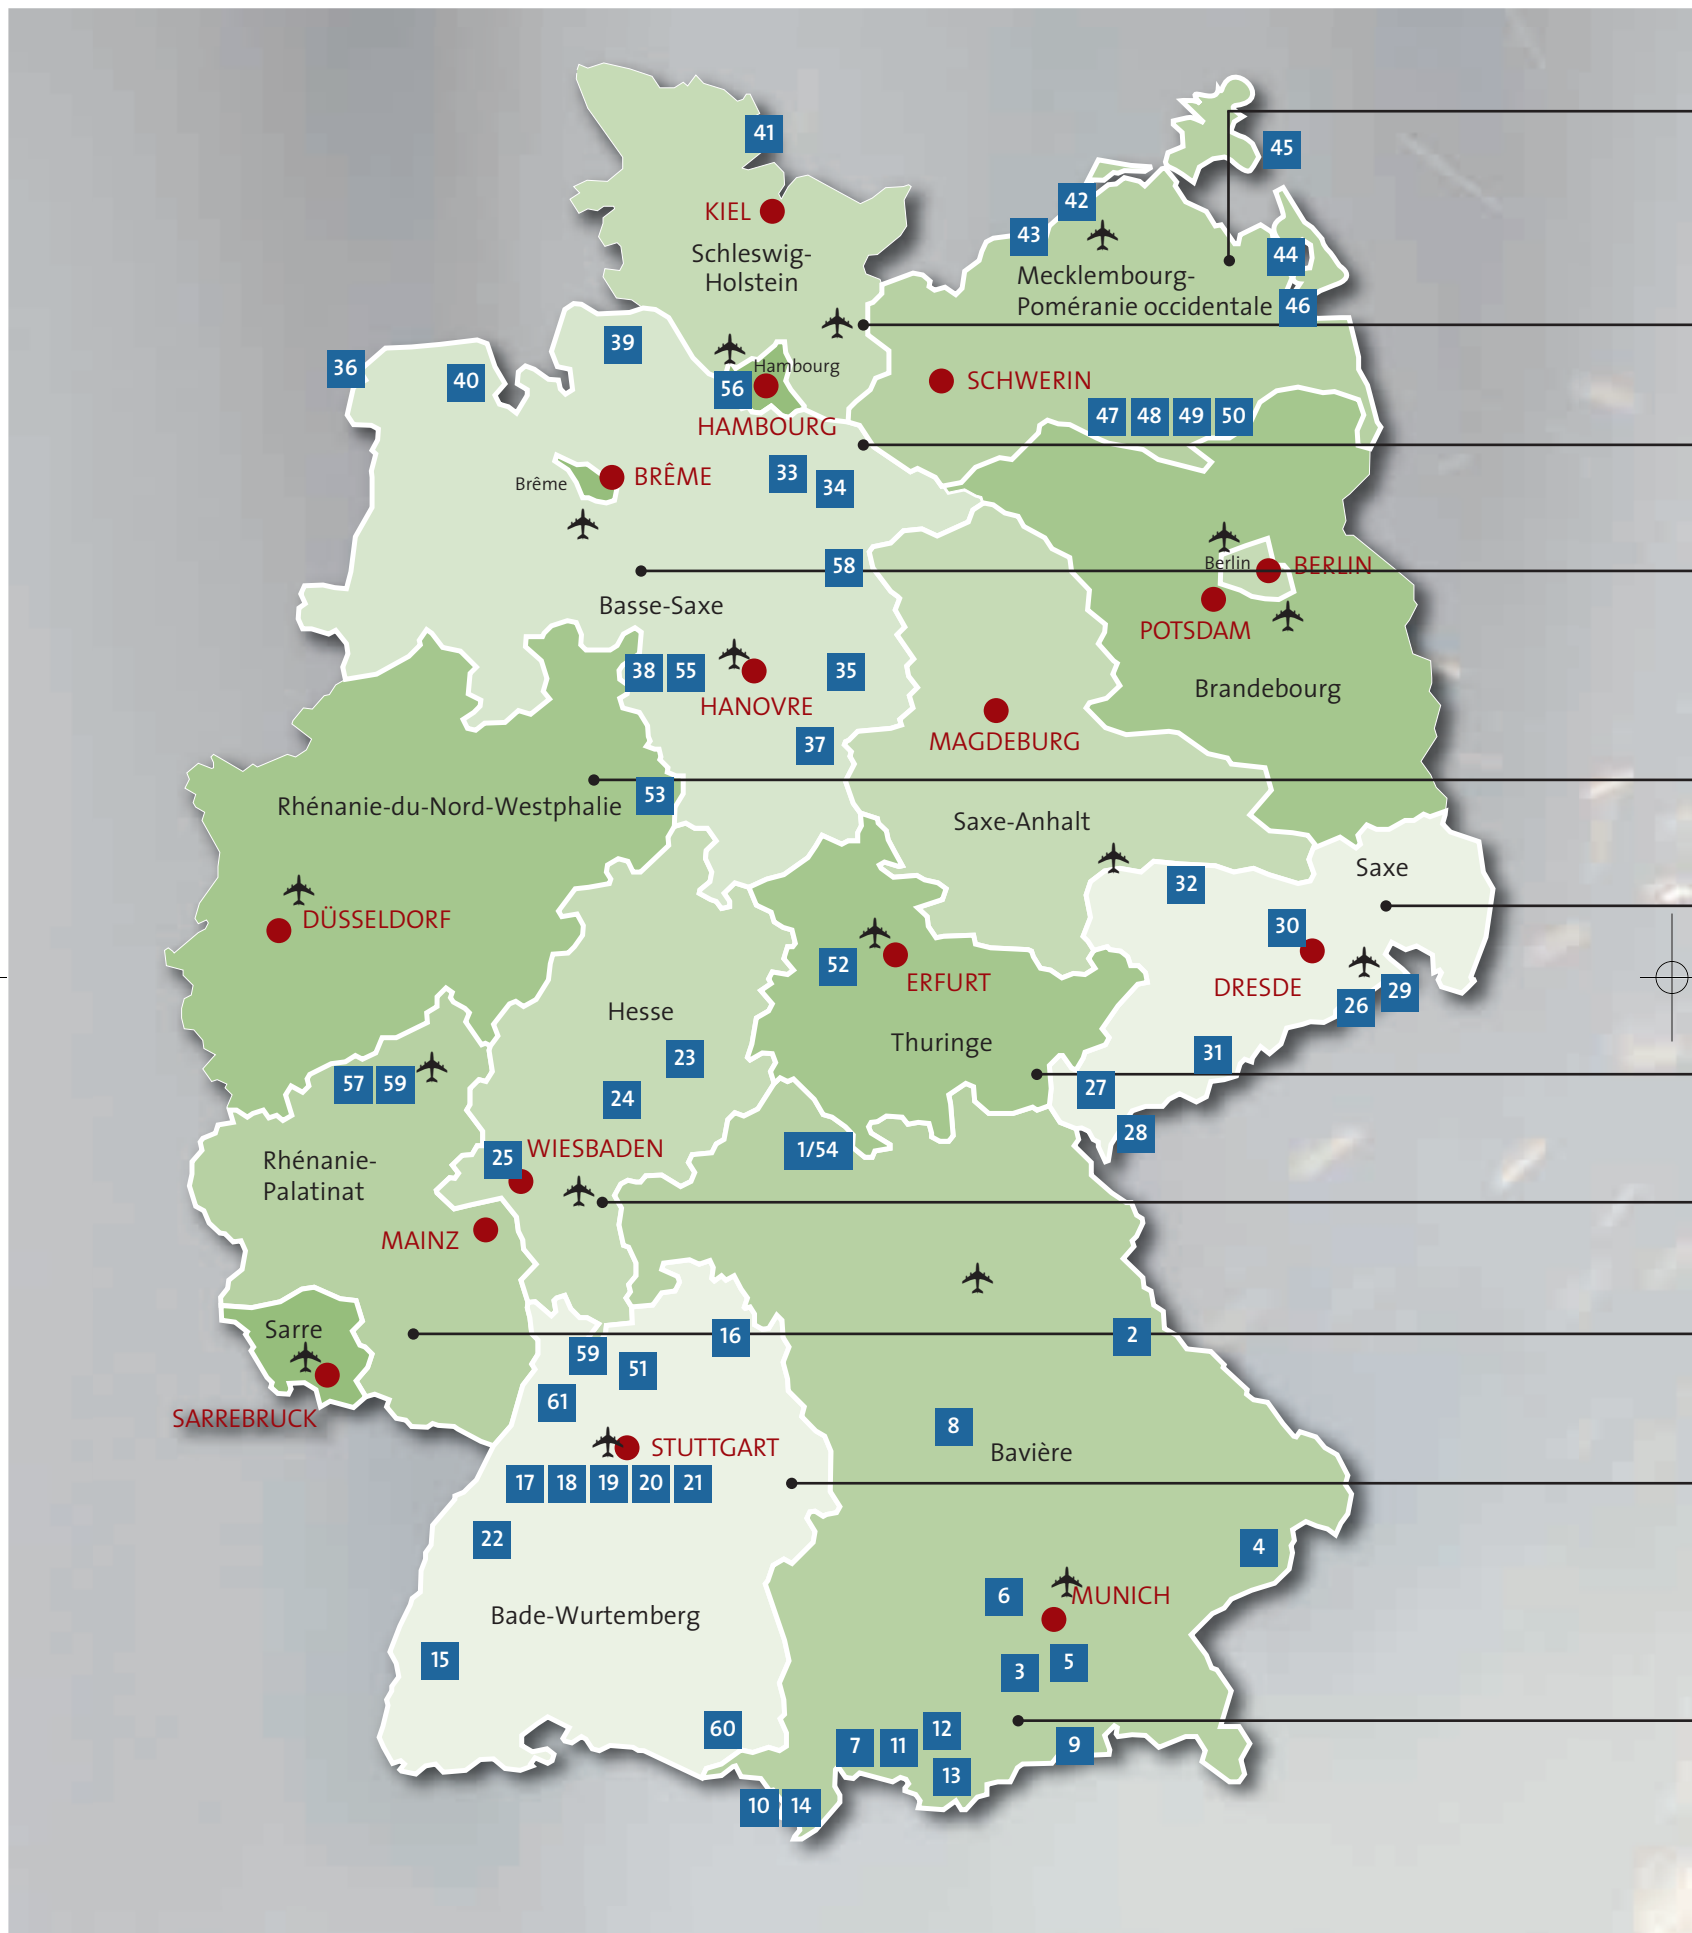 41
45
42
KIEL
43
Schleswig-
Holstein
44
Mecklembourg-
Poméranie occidentale
46
39
36
40
Hambourg
56
SCHWERIN
HAMBOURG
47 48 49 50
33
34
Brême
BRÊME
58
Berlin
BERLIN
Basse-Saxe
POTSDAM
38 55
35
HANOVRE
Brandebourg
MAGDEBURG
37
53
Rhénanie-du-Nord-Westphalie
Saxe-Anhalt
Saxe
32
DÜSSELDORF
30
52
ERFURT
DRESDE
29
26
Hesse
Thuringe
23
31
57 59
27
24
28
1/54
WIESBADEN
25
Rhénanie-
Palatinat
MAINZ
Sarre
16
2
59
51
61
SARREBRUCK
8
STUTTGART
Bavière
17 18 19 20 21
22
4
6
MUNICH
Bade-Wurtemberg
15
5
3
60
12
7 11
9
13
10 14